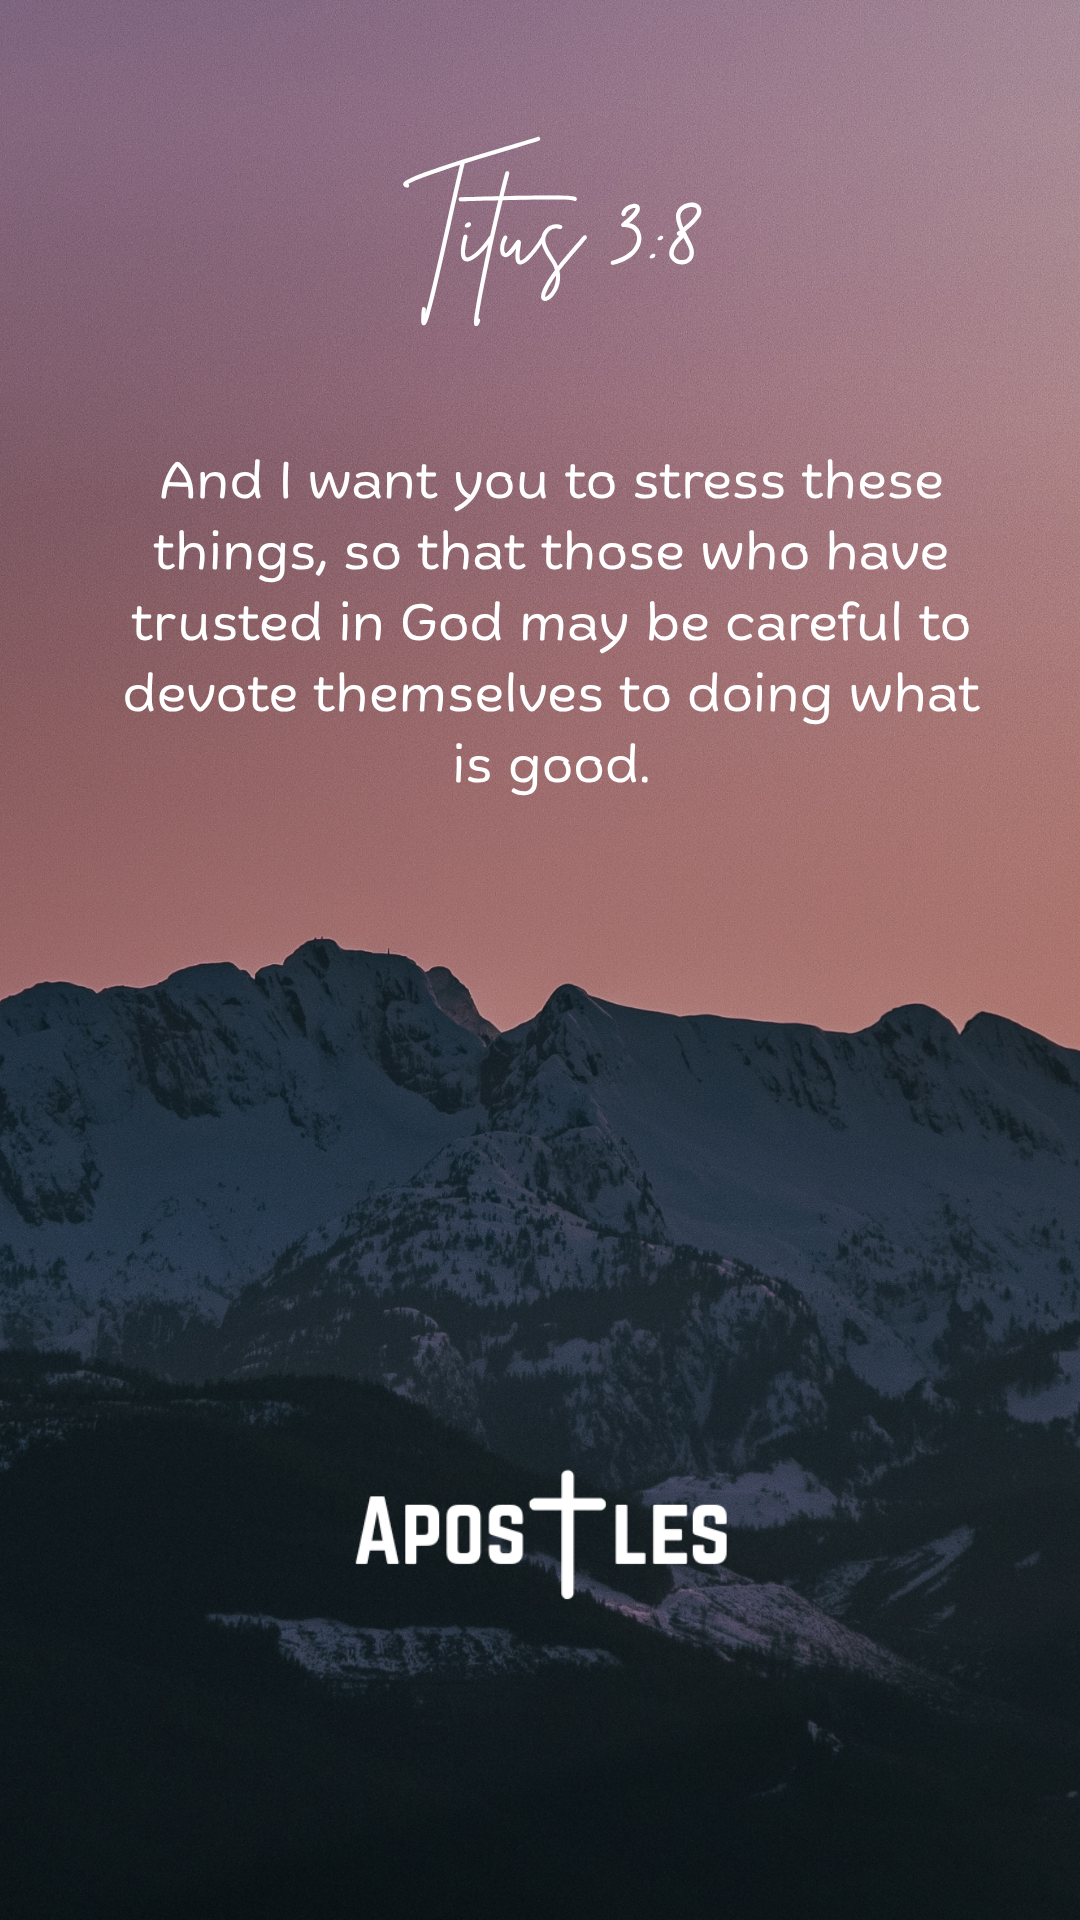 Titus 3:8
And I want you to stress these
things, so that those who have
trusted in God may be careful to
devote themselves to doing what
is good.
APOSTLES